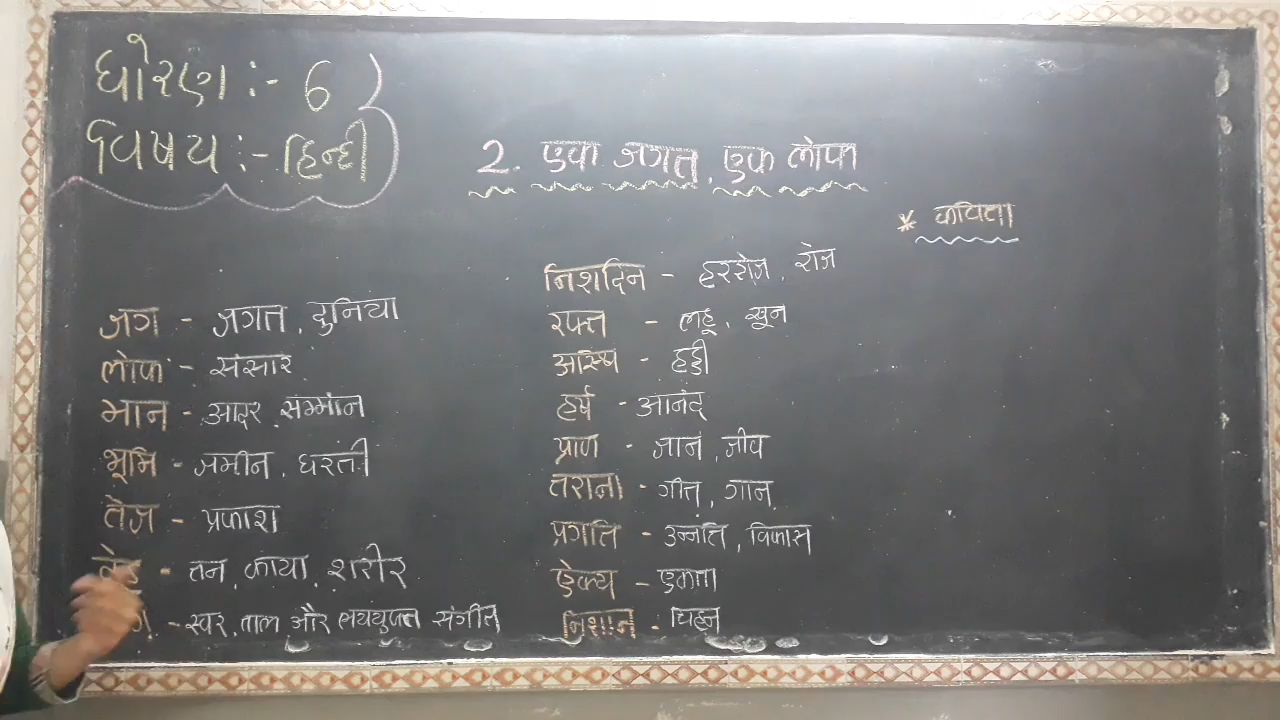 धोरण :- 6
विषय :- हिन्दी
2. एक जगत, एक लोक
* कविता
जग - जगत, दुनिया
लोक - संसार
मान - आदर, सम्मान
भूमि - जमीन, धरती
तेज - प्रकाश
- तन, काया, शरीर
- स्वर, ताल और लययुक्त संगीत
निशदिन - हररोज, रोज
रक्त - लहू, खून
अस्थि - हड्डी
हर्ष - आनंद
प्राण - जान, जीव
तराना - गीत, गान
प्रगति - उन्नति, विकास
ऐक्य - एकता
निशान - चिह्न